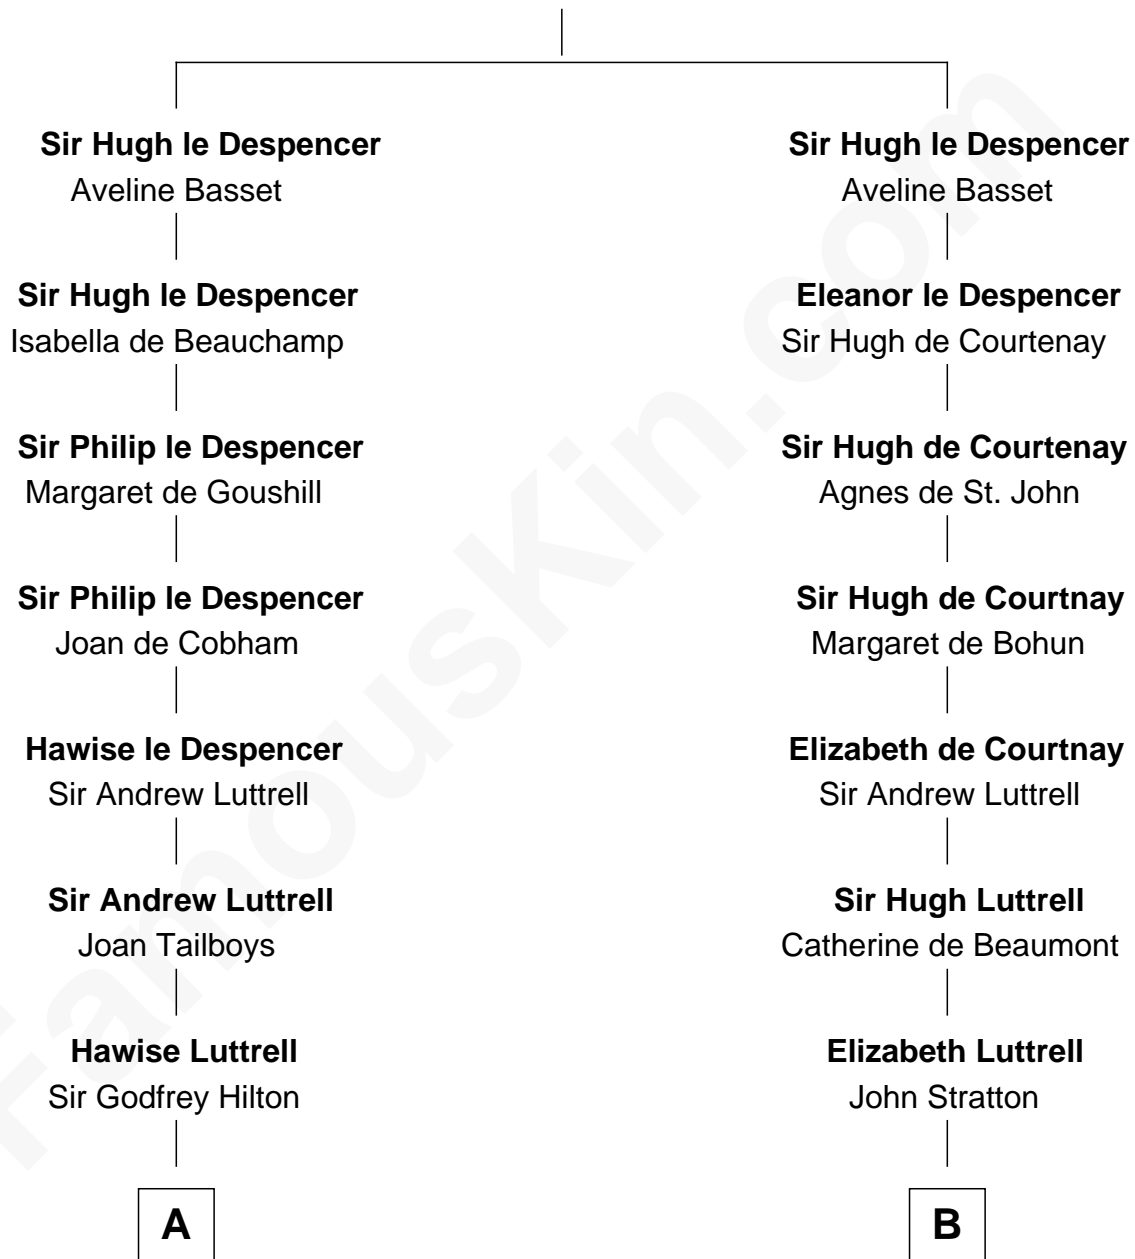 Sir Hugh le Despencer
Aveline Basset
Sir Hugh le Despencer
Isabella de Beauchamp
Sir Philip le Despencer
Margaret de Goushill
Sir Philip le Despencer
Joan de Cobham
Hawise le Despencer
Sir Andrew Luttrell
Sir Andrew Luttrell
Joan Tailboys
Hawise Luttrell
Sir Godfrey Hilton
A
Sir Hugh le Despencer
Aveline Basset
Eleanor le Despencer
Sir Hugh de Courtenay
Sir Hugh de Courtenay
Agnes de St. John
Sir Hugh de Courtnay
Margaret de Bohun
Elizabeth de Courtnay
Sir Andrew Luttrell
Sir Hugh Luttrell
Catherine de Beaumont
Elizabeth Luttrell
John Stratton
B
FamousKin.com